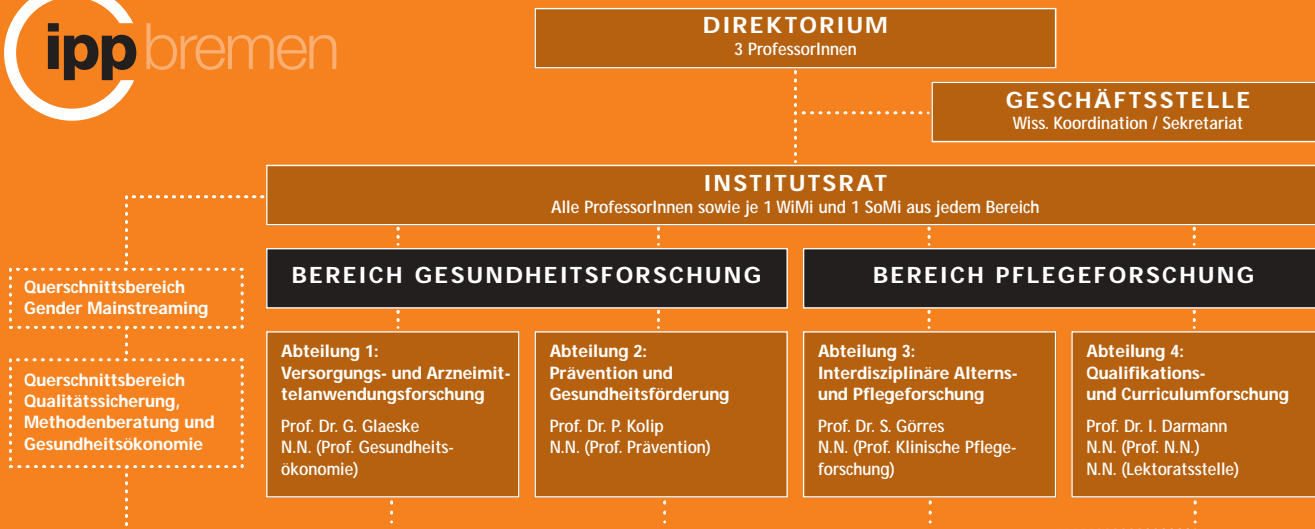 ipp bremen
DIREKTORIUM
3 ProfessorInnen
GESCHÄFTSSTELLE
Wiss. Koordination / Sekretariat
INSTITUTSRAT
Alle ProfessorInnen sowie je 1 WiMi und 1 SoMi aus jedem Bereich
Querschnittsbereich
Gender Mainstreaming
Querschnittsbereich
Qualitätssicherung,
Methodenberatung und
Gesundheitsökonomie
BEREICH GESUNDHEITSFORSCHUNG
BEREICH PFLEGEFORSCHUNG
Abteilung 1:
Versorgungs- und Arzneimit-
telanwendungsforschung
Prof. Dr. G. Glaeske
N.N. (Prof. Gesundheits-
ökonomie)
Abteilung 2:
Prävention und
Gesundheitsförderung
Prof. Dr. P. Kolip
N.N. (Prof. Prävention)
Abteilung 3:
Interdisziplinäre Alterns-
und Pflegeforschung
Prof. Dr. S. Görres
N.N. (Prof. Klinische Pflege-
forschung)
Abteilung 4:
Qualifikations-
und Curriculumforschung
Prof. Dr. I. Darmann
N.N. (Prof. N.N.)
N.N. (Lektoratsstelle)